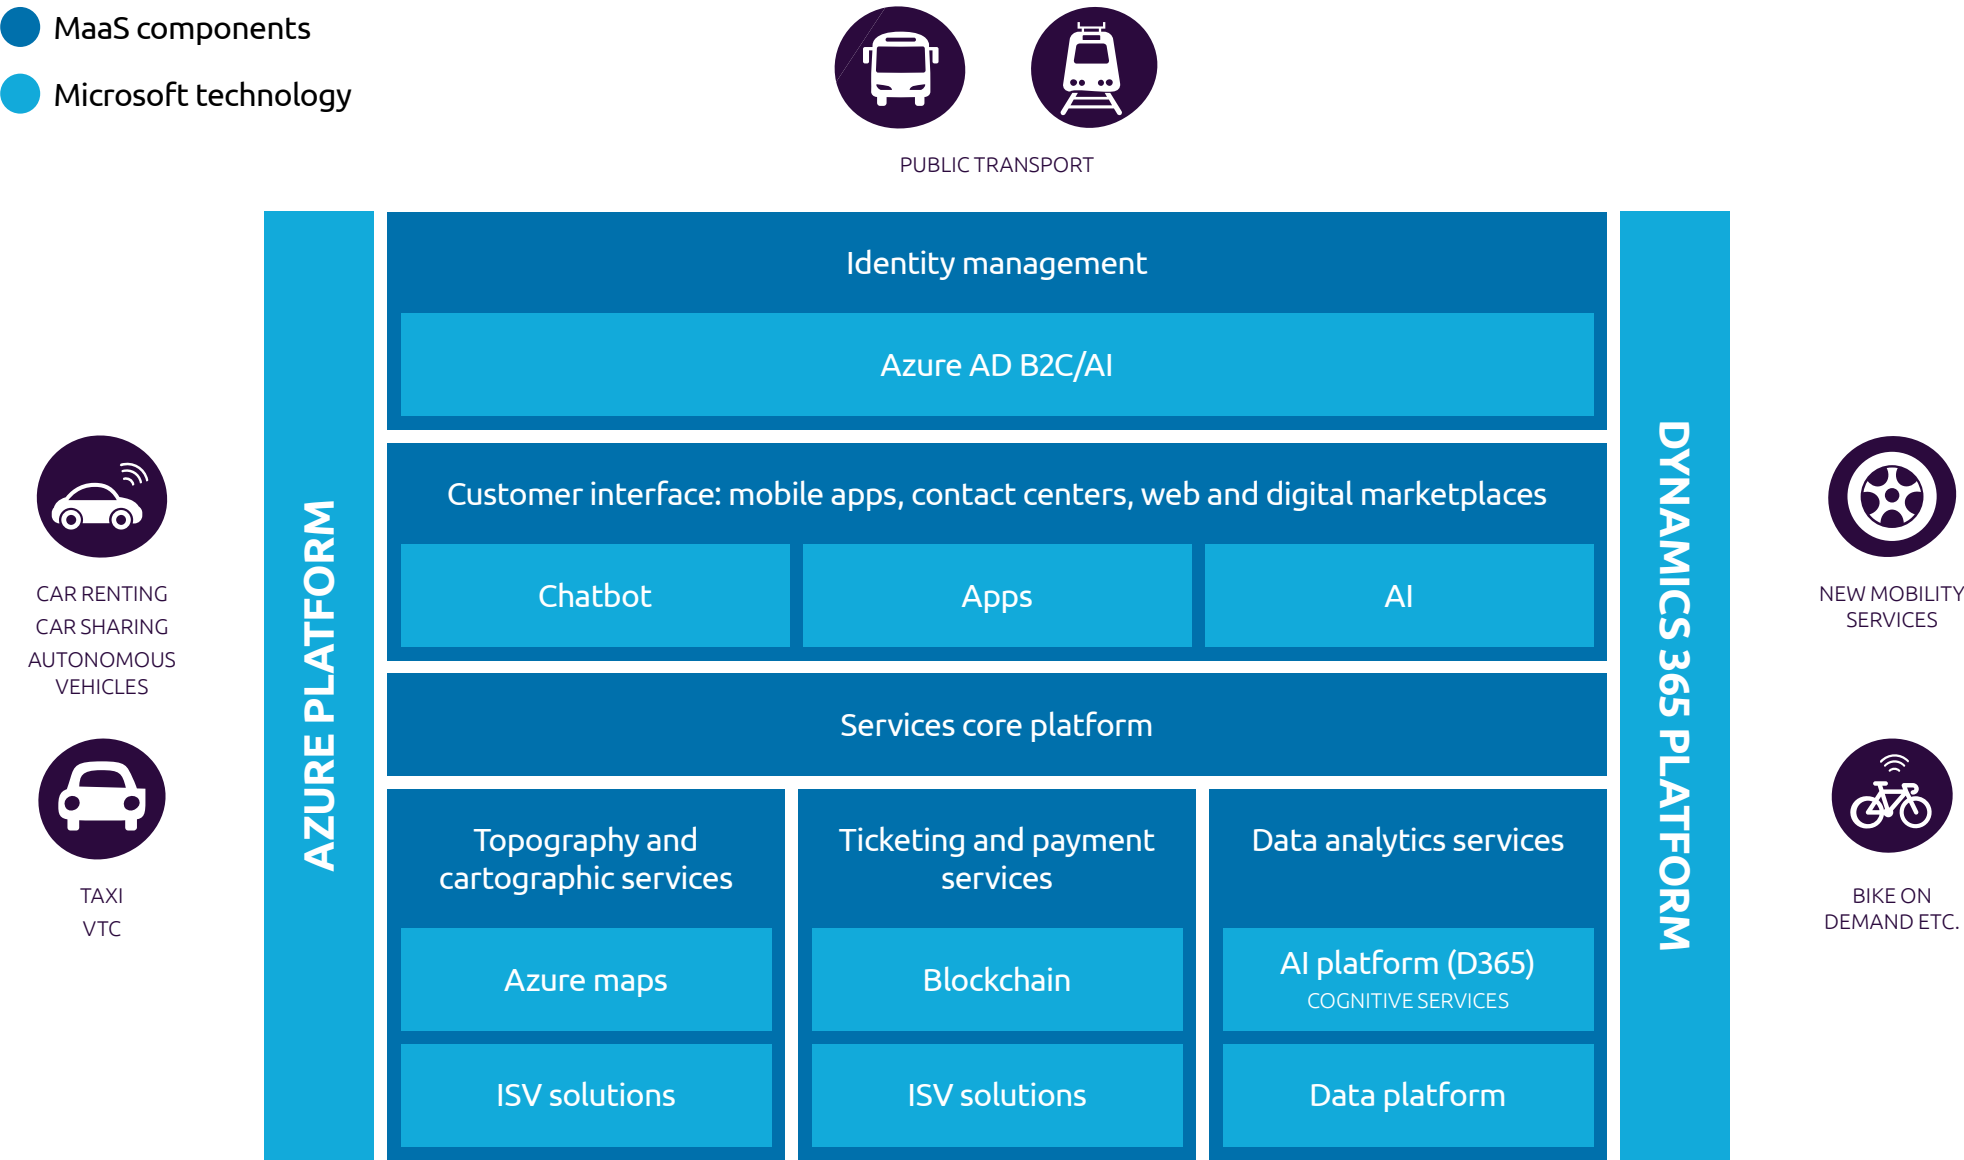 MaaS components
Microsoft technology
PUBLIC TRANSPORT
AZURE PLATFORM
Identity management
Azure AD B2C/AI
Customer interface: mobile apps, contact centers, web and digital marketplaces
Chatbot
Apps
AI
Services core platform
Topography and
cartographic services
Azure maps
ISV solutions
Ticketing and payment
services
Blockchain
ISV solutions
Data analytics services
AI platform (D365)
COGNITIVE SERVICES
Data platform
DYNAMICS 365 PLATFORM
CAR RENTING
CAR SHARING
AUTONOMOUS
VEHICLES
TAXI
VTC
NEW MOBILITY
SERVICES
BIKE ON
DEMAND ETC.